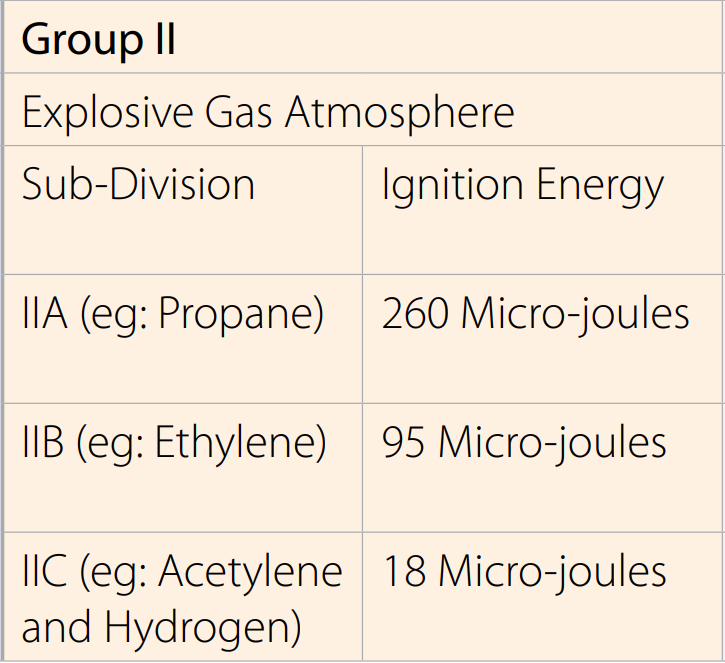 Group II
Explosive Gas Atmosphere
Sub-Division
Ignition Energy
IIA (eg: Propane)
260 Micro-joules
IIB (eg: Ethylene)
95 Micro-joules
IIC (eg: Acetylene
and Hydrogen)
18 Micro-joules